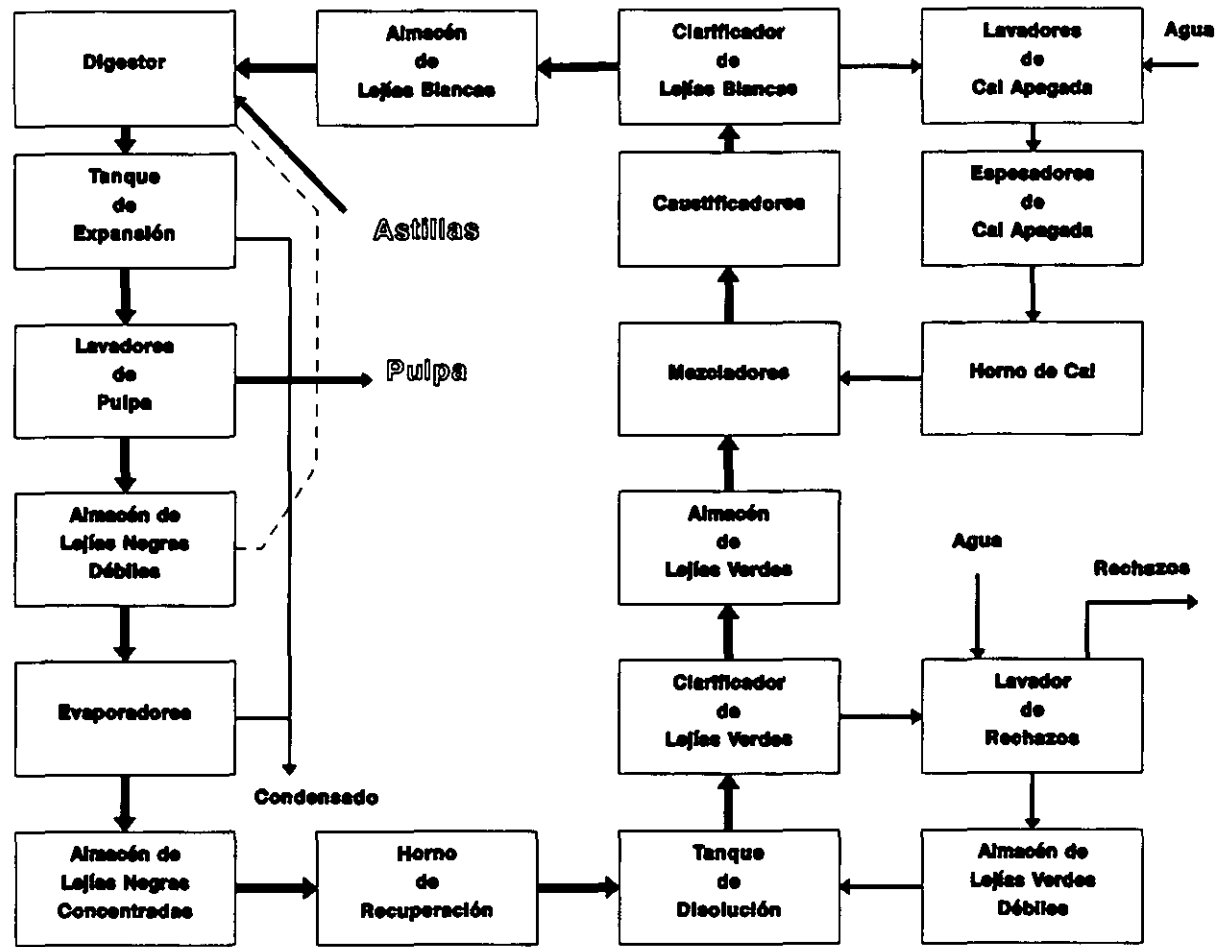 Digestor
Almacén
de
Lejías Blancas
Clarificador
de
Lejías Blancas
Lavadores
de
Cal Apagada
Agua
Tanque
de
Expansión
Astillas
Caustificadores
Espesadores
de
Cal Apagada
Lavadores
de
Pulpa
Pulpa
Mezcladores
Horno de Cal
Almacén de
Lejías Negras
Débiles
Almacén
de
Lejías Verdes
Agua
Rechazos
Evaporadores
Condensado
Clarificador
de
Lejías Verdes
Lavador
de
Rechazos
Almacén de
Lejías Negras
Concentradas
Horno
de
Recuperación
Tanque
de
Disolución
Almacén de
Lejías Verdes
Débiles